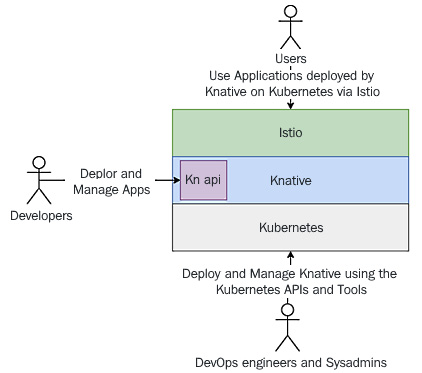 Users
Use Applications deployed by
Knative on Kubernetes via Istio
Istio
Deplor and
Manage Apps
Kn api
Knative
Developers
Kubernetes
Deploy and Manage Knative using the
Kubernetes APIs and Tools
DevOps engineers and Sysadmins